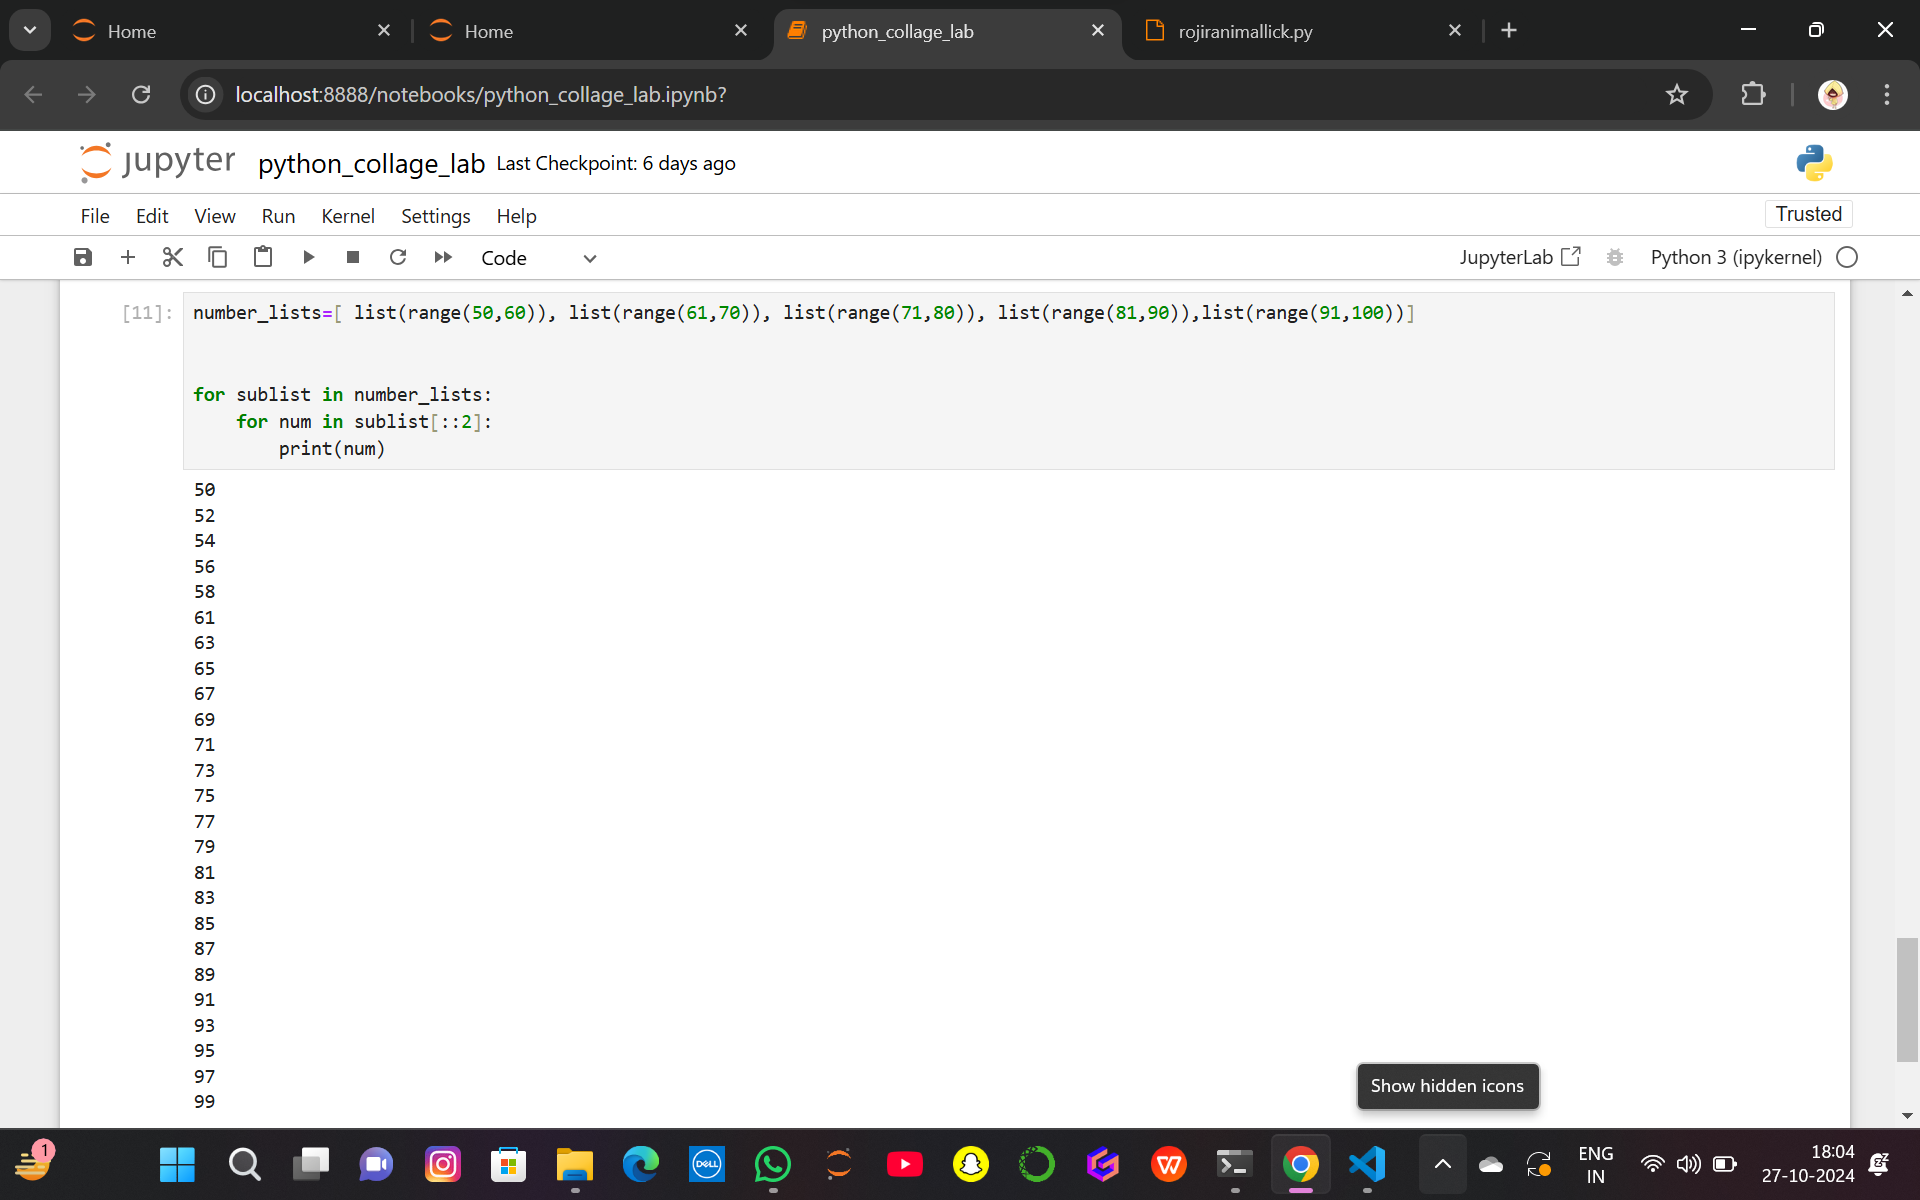 Home
Home
python_collage_lab
rojiranimallick.py
localhost:8888/notebooks/python_collage_lab.ipynb?
jupyter python_collage_lab Last Checkpoint: 6 days ago
File Edit View Run Kernel Settings Help
Trusted
Code
JupyterLab
Python 3 (ipykernel)
[11]:
number_lists=[ list(range(50,60)), list(range(61,70)), list(range(71,80)), list(range(81,90)),list(range(91,100))]
for sublist in number_lists:
    for num in sublist[::2]:
        print(num)
50
52
54
56
58
61
63
65
67
69
71
73
75
77
79
81
83
85
87
89
91
93
95
97
99
Show hidden icons
1
DELL
ENG
IN
18:04
27-10-2024